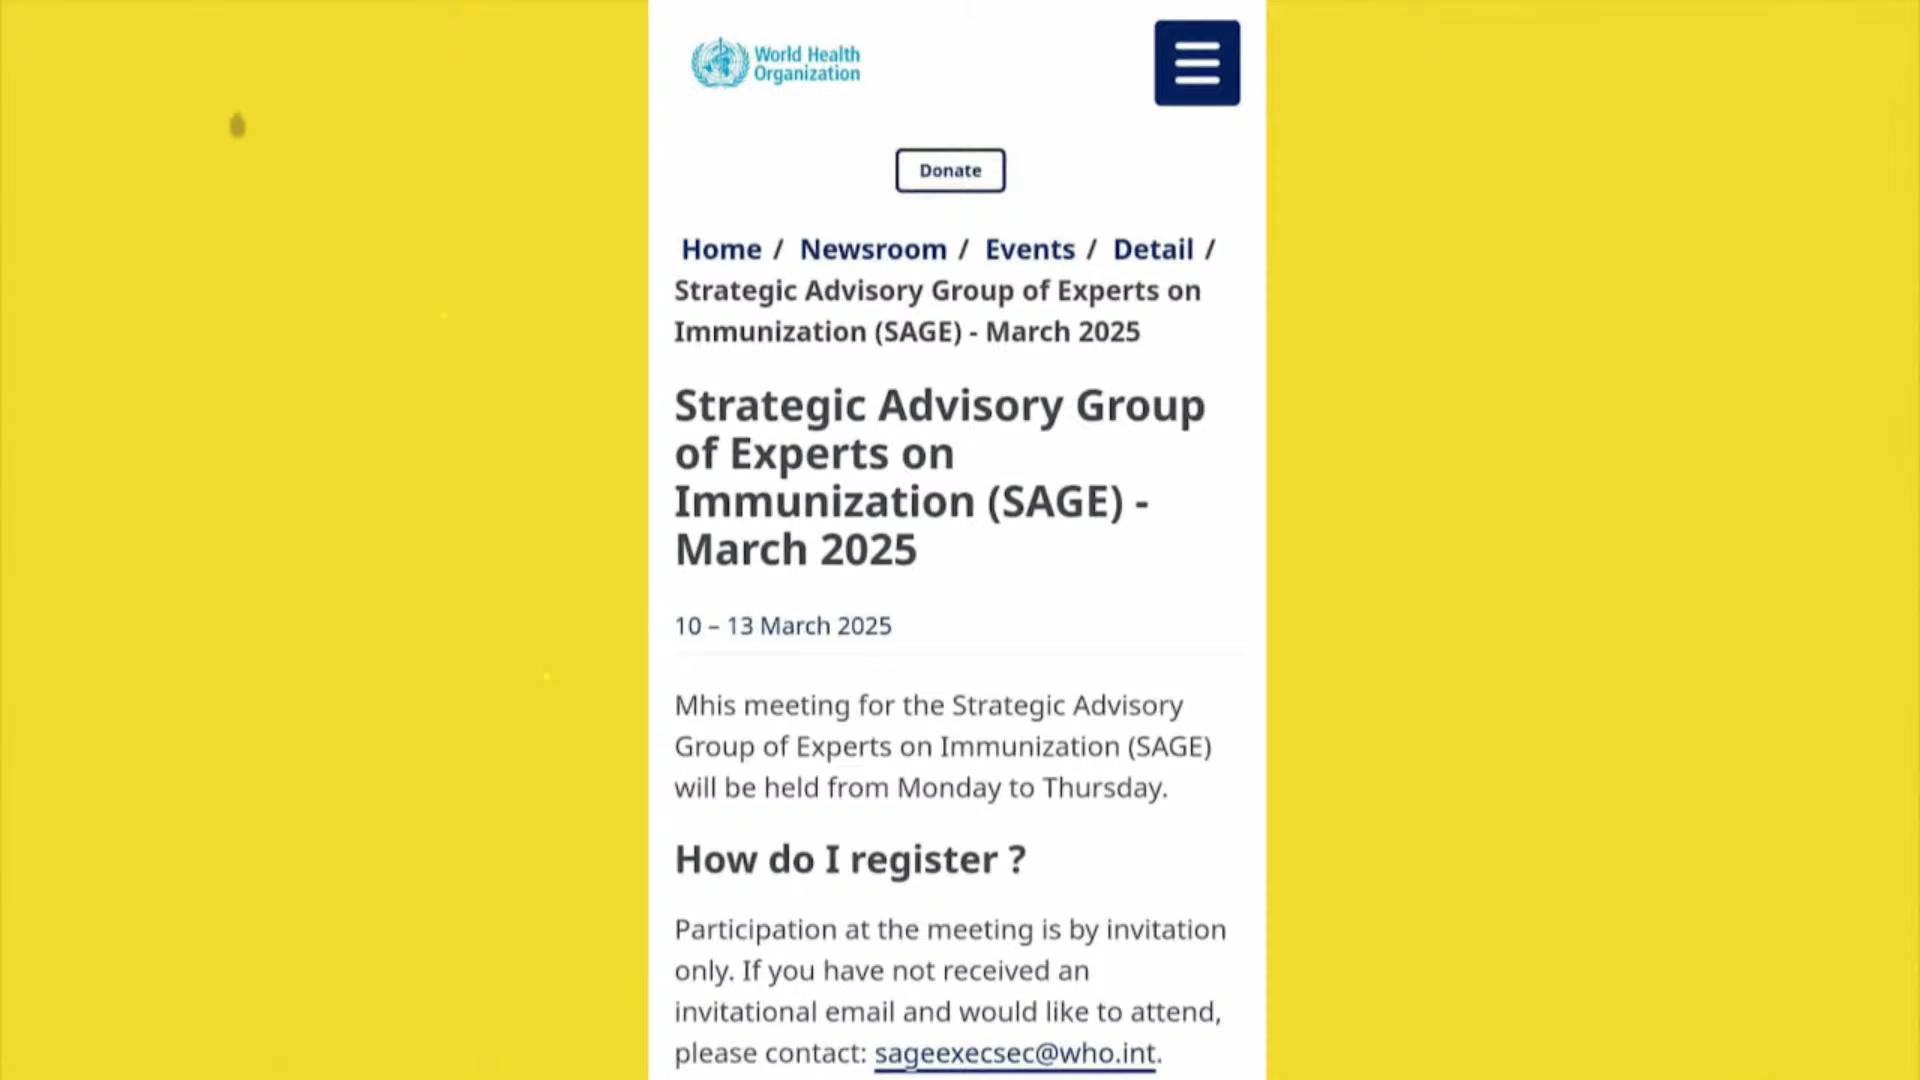 World Health
Organization
Donate
Home / Newsroom / Events / Detail /
Strategic Advisory Group of Experts on
Immunization (SAGE) - March 2025
Strategic Advisory Group
of Experts on
Immunization (SAGE) -
March 2025
10 – 13 March 2025
Mhis meeting for the Strategic Advisory
Group of Experts on Immunization (SAGE)
will be held from Monday to Thursday.
How do I register ?
Participation at the meeting is by invitation
only. If you have not received an
invitational email and would like to attend,
please contact: sageexecsec@who.int.